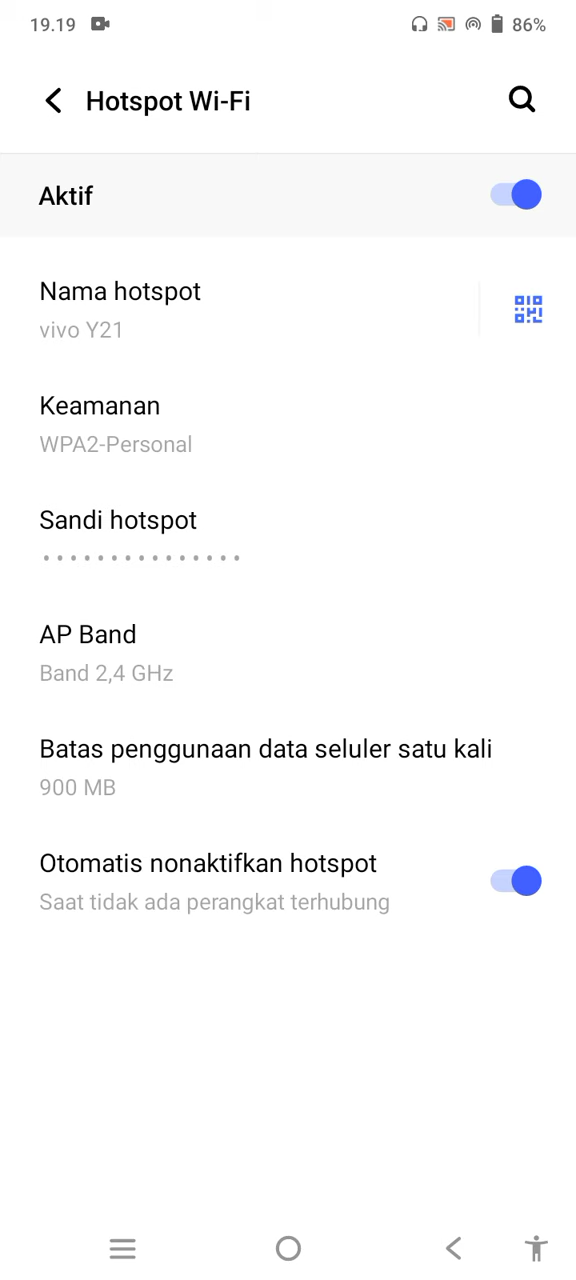 19.19
86%
Hotspot Wi-Fi
Aktif
Nama hotspot
vivo Y21
Keamanan
WPA2-Personal
Sandi hotspot
• • • • • • • • • • • • • • •
AP Band
Band 2,4 GHz
Batas penggunaan data seluler satu kali
900 MB
Otomatis nonaktifkan hotspot
Saat tidak ada perangkat terhubung